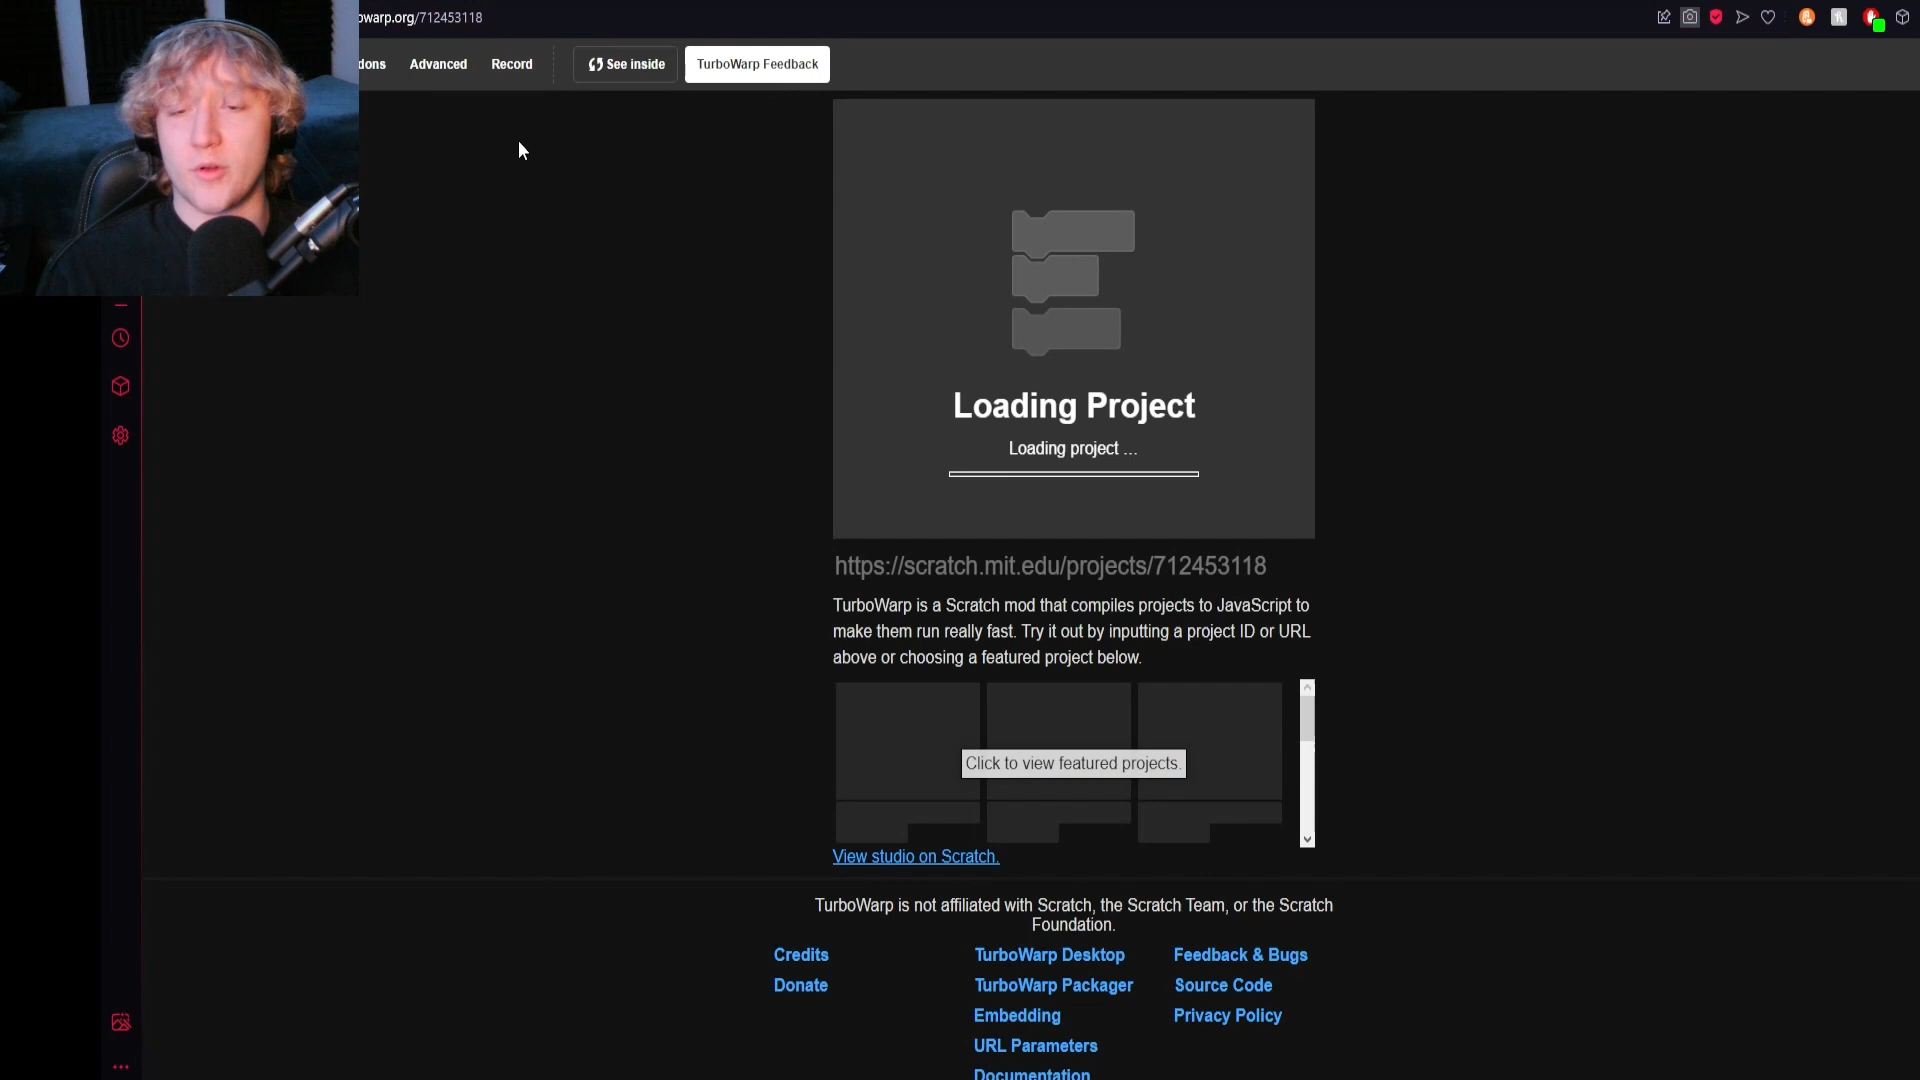 owarp.org/712453118
dons Advanced Record See inside TurboWarp Feedback
Loading Project
Loading project ...
https://scratch.mit.edu/projects/712453118
TurboWarp is a Scratch mod that compiles projects to JavaScript to
make them run really fast. Try it out by inputting a project ID or URL
above or choosing a featured project below.
Click to view featured projects.
View studio on Scratch.
TurboWarp is not affiliated with Scratch, the Scratch Team, or the Scratch
Foundation.
Credits
Donate
TurboWarp Desktop
TurboWarp Packager
Embedding
URL Parameters
Documentation
Feedback & Bugs
Source Code
Privacy Policy